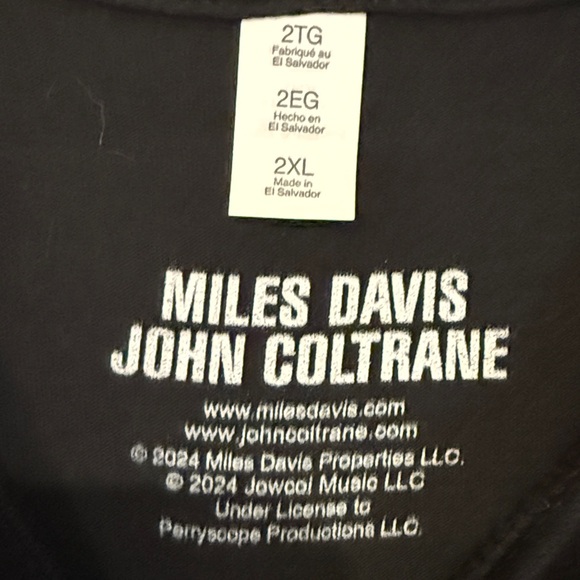 2TG
Fabriqué au
El Salvador
2EG
Hecho en
El Salvador
2XL
Made in
El Salvador
MILES DAVIS
JOHN COLTRANE
www.milesdavis.com
www.johncoltrane.com
© 2024 Miles Davis Properties LLC.
© 2024 Jowcol Music LLC
Under License to
Perryscope Productions LLC.